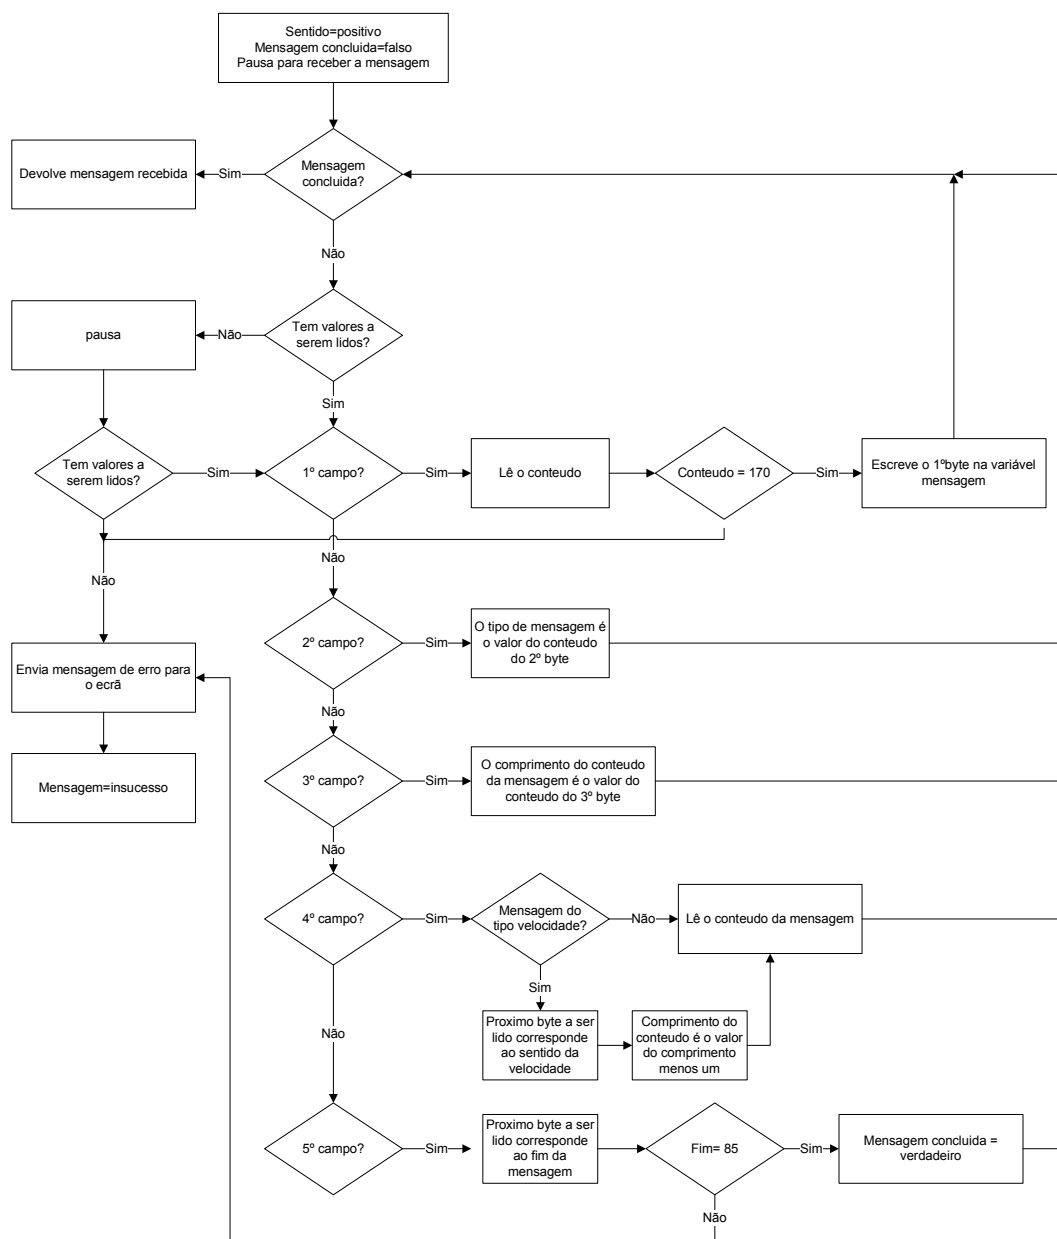 Sentido=positivo
Mensagem concluida=falso
Pausa para receber a mensagem
Mensagem
concluida?
Sim
Devolve mensagem recebida
Não
Tem valores a
serem lidos?
Não
pausa
Sim
Tem valores a
serem lidos?
Sim
1º campo?
Sim
Lê o conteudo
Conteudo = 170
Sim
Escreve o 1ºbyte na variável
mensagem
Não
Não
2º campo?
Sim
O tipo de mensagem é
o valor do conteudo
do 2º byte
Envia mensagem de erro para
o ecrã
Não
Mensagem=insucesso
3º campo?
Sim
O comprimento do conteudo
da mensagem é o valor do
conteudo do 3º byte
Não
4º campo?
Sim
Mensagem do
tipo velocidade?
Não
Lê o conteudo da mensagem
Sim
Não
Proximo byte a ser
lido corresponde
ao sentido da
velocidade
Comprimento do
conteudo é o valor
do comprimento
menos um
5º campo?
Sim
Proximo byte a ser
lido corresponde
ao fim da
mensagem
Fim= 85
Sim
Mensagem concluida =
verdadeiro
Não